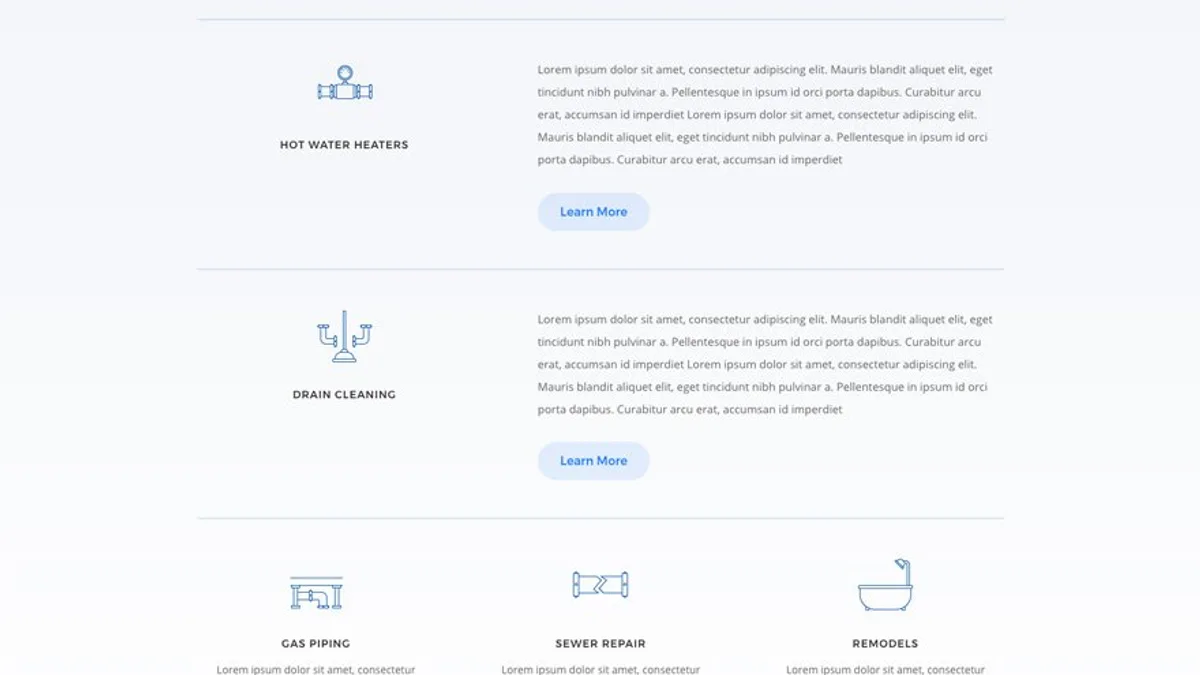 HOT WATER HEATERS
Lorem ipsum dolor sit amet, consectetur adipiscing elit. Mauris blandit aliquet elit, eget
tincidunt nibh pulvinar a. Pellentesque in ipsum id orci porta dapibus. Curabitur arcu
erat, accumsan id imperdiet Lorem ipsum dolor sit amet, consectetur adipiscing elit.
Mauris blandit aliquet elit, eget tincidunt nibh pulvinar a. Pellentesque in ipsum id orci
porta dapibus. Curabitur arcu erat, accumsan id imperdiet
Learn More
DRAIN CLEANING
Lorem ipsum dolor sit amet, consectetur adipiscing elit. Mauris blandit aliquet elit, eget
tincidunt nibh pulvinar a. Pellentesque in ipsum id orci porta dapibus. Curabitur arcu
erat, accumsan id imperdiet Lorem ipsum dolor sit amet, consectetur adipiscing elit.
Mauris blandit aliquet elit, eget tincidunt nibh pulvinar a. Pellentesque in ipsum id orci
porta dapibus. Curabitur arcu erat, accumsan id imperdiet
Learn More
GAS PIPING
Lorem ipsum dolor sit amet, consectetur
SEWER REPAIR
Lorem ipsum dolor sit amet, consectetur
REMODELS
Lorem ipsum dolor sit amet, consectetur